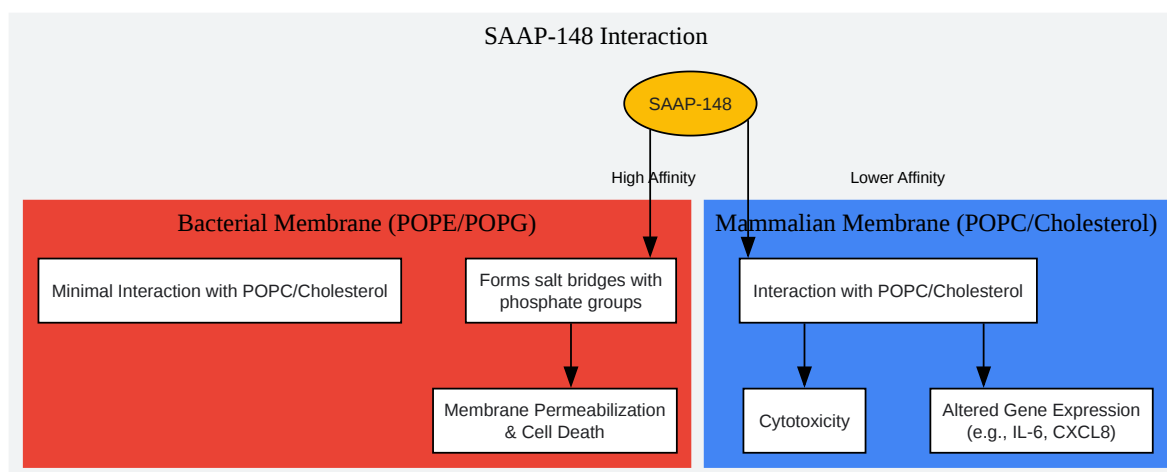 SAAP-148 Interaction
SAAP-148
High Affinity
Lower Affinity
Bacterial Membrane (POPE/POPG)
Mammalian Membrane (POPC/Cholesterol)
Minimal Interaction with POPC/Cholesterol
Forms salt bridges with
phosphate groups
Interaction with POPC/Cholesterol
Membrane Permeabilization
& Cell Death
Cytotoxicity
Altered Gene Expression
(e.g., IL-6, CXCL8)